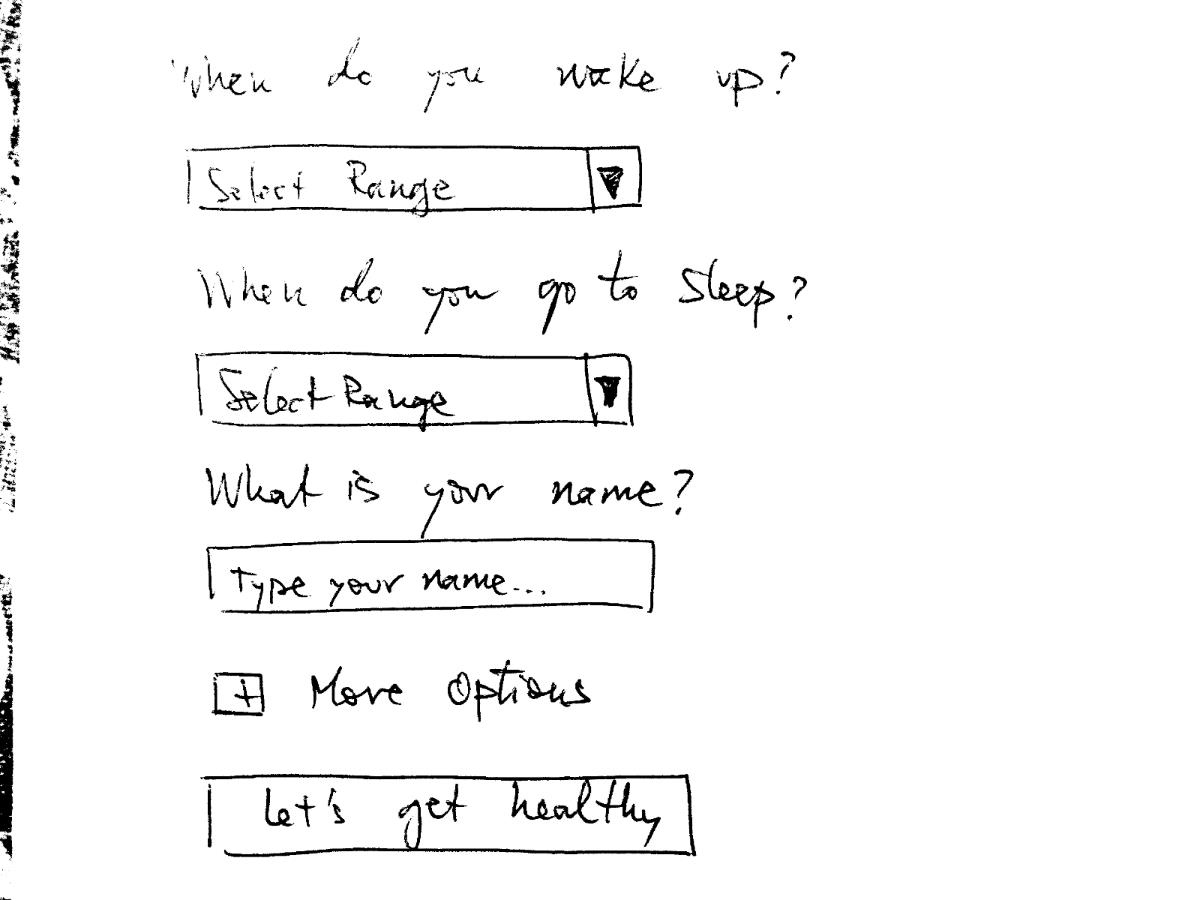 When do you wake up?
Select Range
When do you go to sleep?
Select Range
What is your name?
Type your name...
+ More Options
Let's get healthy